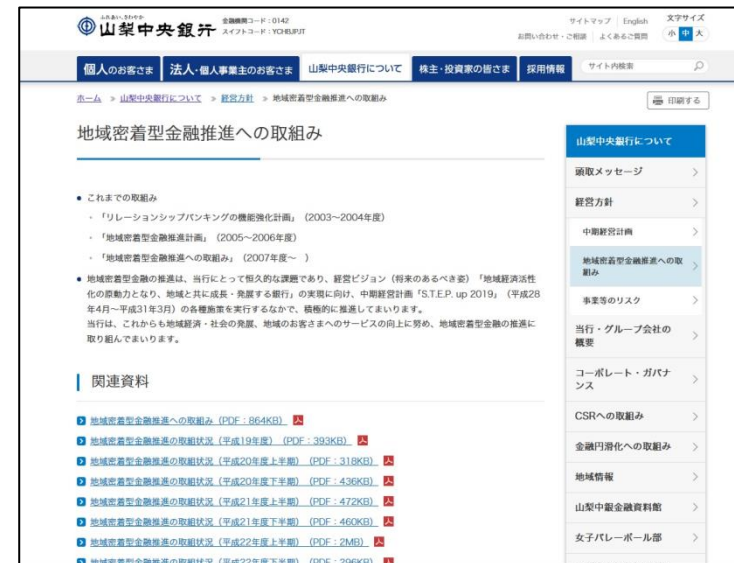 ふれあい、さわやか
山梨中央銀行
金融機関コード:0142
スイフトコード:YCHBJPJT
サイトマップ | English
お問い合わせ・ご相談 | よくあるご質問
文字サイズ
小 中 大
個人のお客さま
法人・個人事業主のお客さま
山梨中央銀行について
株主・投資家の皆さま
採用情報
サイト内検索
ホーム » 山梨中央銀行について » 経営方針 » 地域密着型金融推進への取組み
印刷する
地域密着型金融推進への取組み
これまでの取組み
・「リレーションシップバンキングの機能強化計画」(2003~2004年度)
・「地域密着型金融推進計画」(2005~2006年度)
・「地域密着型金融推進への取組み」(2007年度~ )
地域密着型金融の推進は、当行にとって恒久的な課題であり、経営ビジョン(将来のあるべき姿)「地域経済活性
化の原動力となり、地域と共に成長・発展する銀行」の実現に向け、中期経営計画「S.T.E.P. up 2019」(平成28
年4月~平成31年3月)の各種施策を実行するなかで、積極的に推進してまいります。
当行は、これからも地域経済・社会の発展、地域のお客さまへのサービスの向上に努め、地域密着型金融の推進に
取り組んでまいります。
関連資料
地域密着型金融推進への取組み(PDF:864KB)
地域密着型金融推進の取組状況(平成19年度)(PDF:393KB)
地域密着型金融推進の取組状況(平成20年度上半期)(PDF:318KB)
地域密着型金融推進の取組状況(平成20年度下半期)(PDF:436KB)
地域密着型金融推進の取組状況(平成21年度上半期)(PDF:472KB)
地域密着型金融推進の取組状況(平成21年度下半期)(PDF:460KB)
地域密着型金融推進の取組状況(平成22年度上半期)(PDF:2MB)
地域密着型金融推進の取組状況(平成22年度下半期)(PDF:296KB)
山梨中央銀行について
頭取メッセージ
経営方針
中期経営計画
地域密着型金融推進への取
組み
事業等のリスク
当行・グループ会社の
概要
コーポレート・ガバナ
ンス
CSRへの取組み
金融円滑化への取組み
地域情報
山梨中銀金融資料館
女子バレーボール部